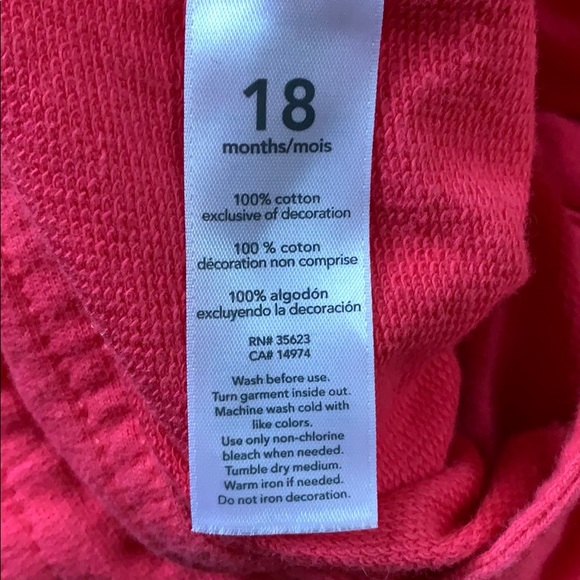 18
months/mois
100% cotton
exclusive of decoration
100 % coton
décoration non comprise
100% algodón
excluyendo la decoración
RN# 35623
CA# 14974
Wash before use.
Turn garment inside out.
Machine wash cold with
like colors.
Use only non-chlorine
bleach when needed.
Tumble dry medium.
Warm iron if needed.
Do not iron decoration.